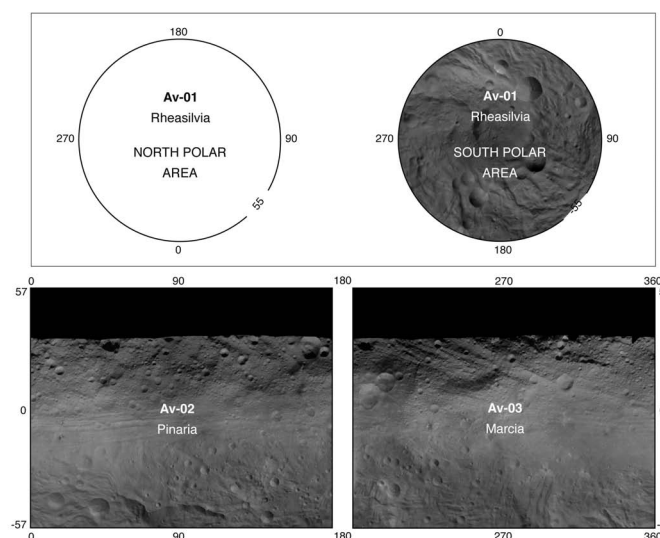 180
0
Av-01
Rheasilvia
270
90
NORTH POLAR
AREA
55
0
Av-01
Rheasilvia
90
SOUTH POLAR
AREA
-55
180
0
90
180
270
360
57
0
-57
Av-02
Pinaria
Av-03
Marcia
0
90
180
270
360